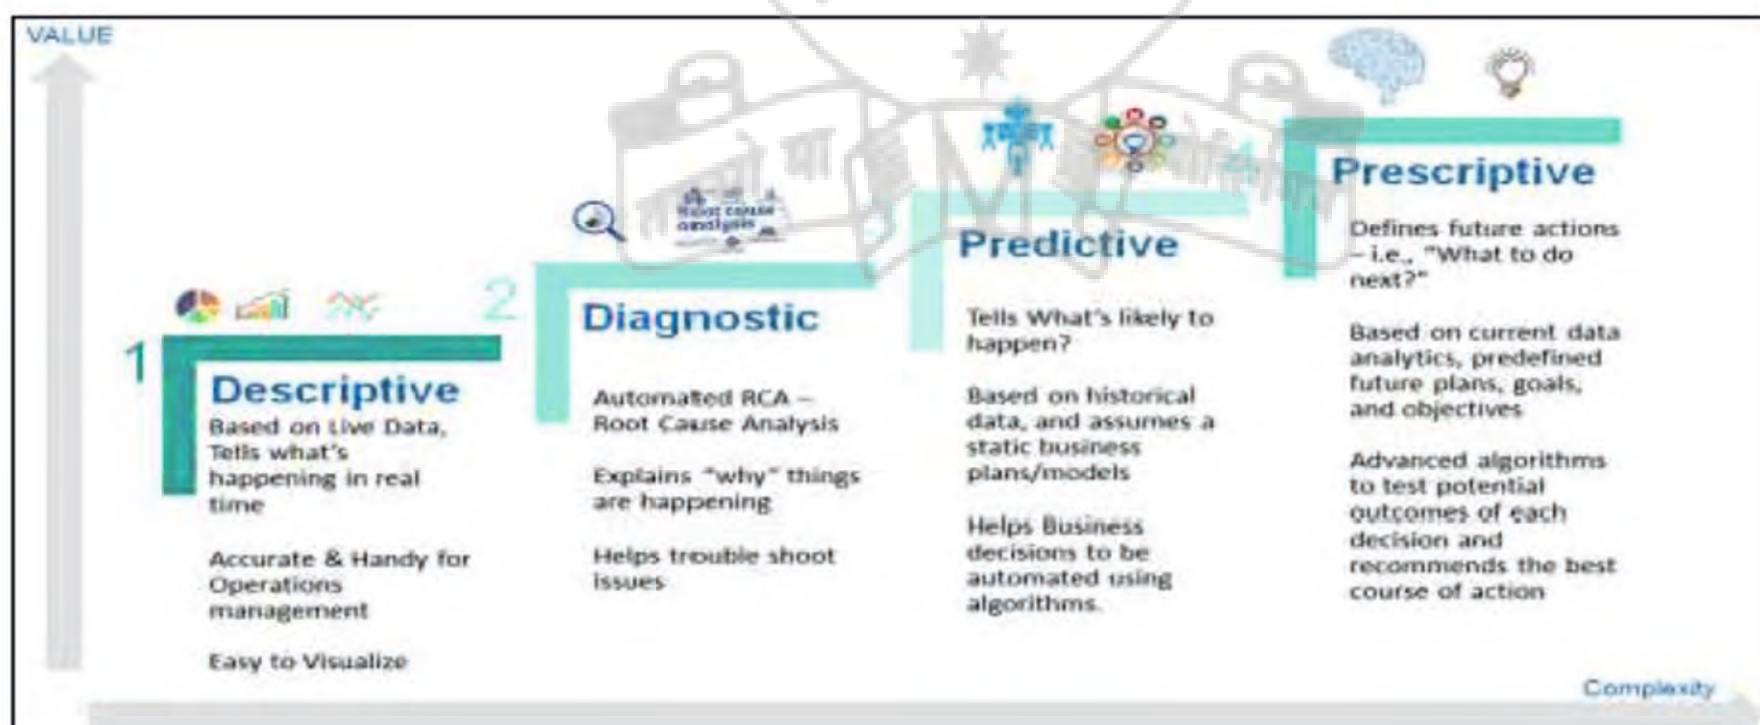 VALUE
1
Descriptive
Based on Live Data,
Tells what's
happening in real
time
Accurate & Handy for
Operations
management
Easy to Visualize
2
Root cause
analysis
Diagnostic
Automated RCA –
Root Cause Analysis
Explains "why" things
are happening
Helps trouble shoot
issues
3
Predictive
Tells What's likely to
happen?
Based on historical
data, and assumes a
static business
plans/models
Helps Business
decisions to be
automated using
algorithms.
4
Prescriptive
Defines future actions
– i.e., "What to do
next?"
Based on current data
analytics, predefined
future plans, goals,
and objectives
Advanced algorithms
to test potential
outcomes of each
decision and
recommends the best
course of action
Complexity